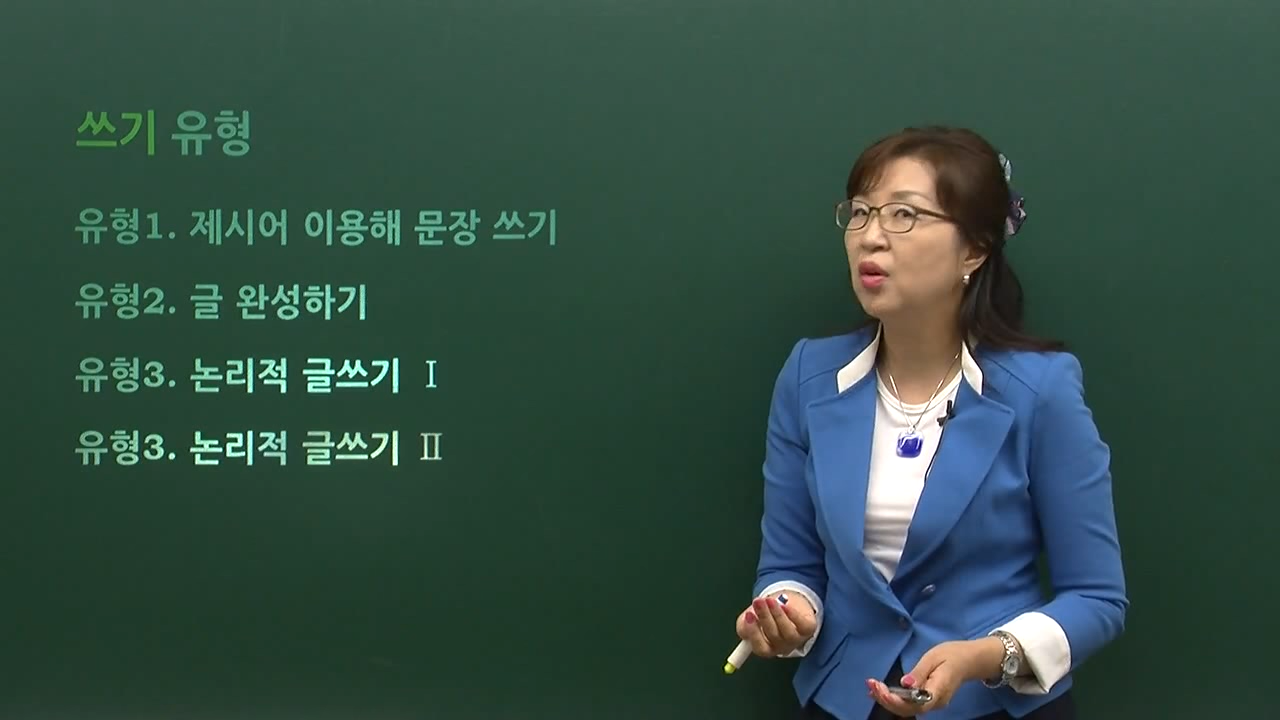 쓰기 유형
유형1. 제시어 이용해 문장 쓰기
유형2. 글 완성하기
유형3. 논리적 글쓰기 Ⅰ
유형3. 논리적 글쓰기 Ⅱ